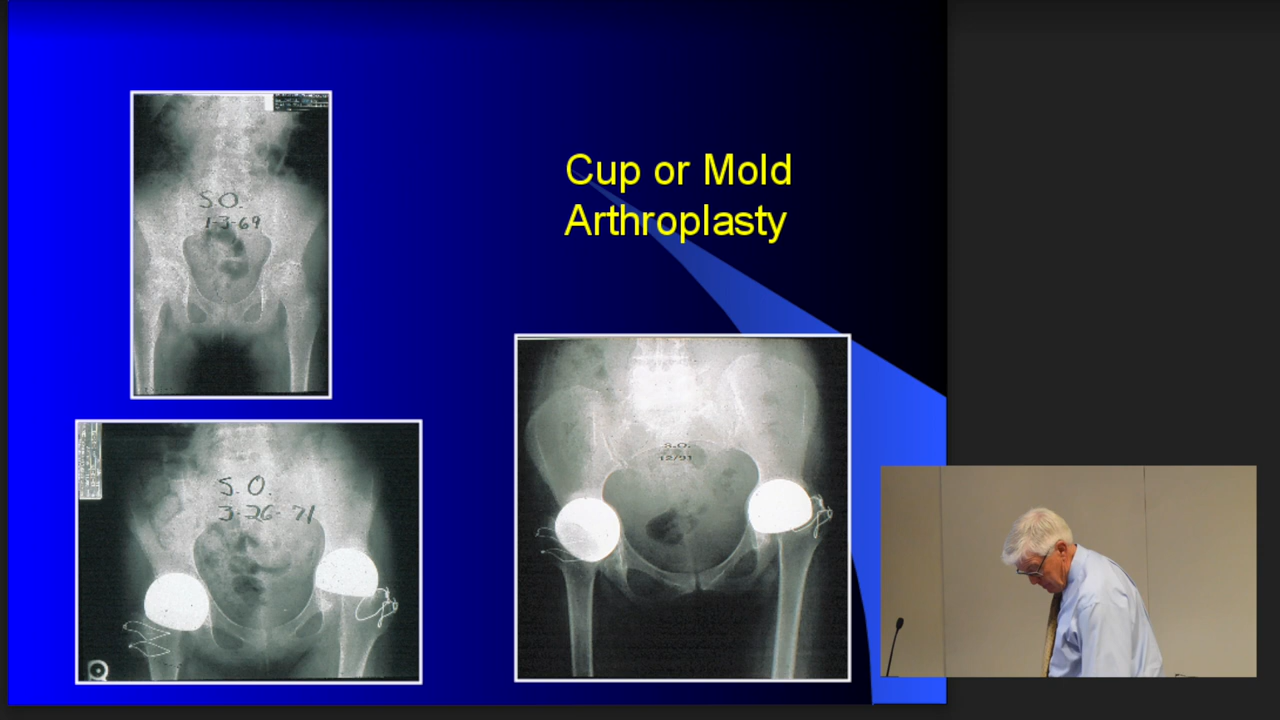 Cup or Mold
Arthroplasty
S.O.
1-3-69
S.O.
3-26-71
S.O.
12/91